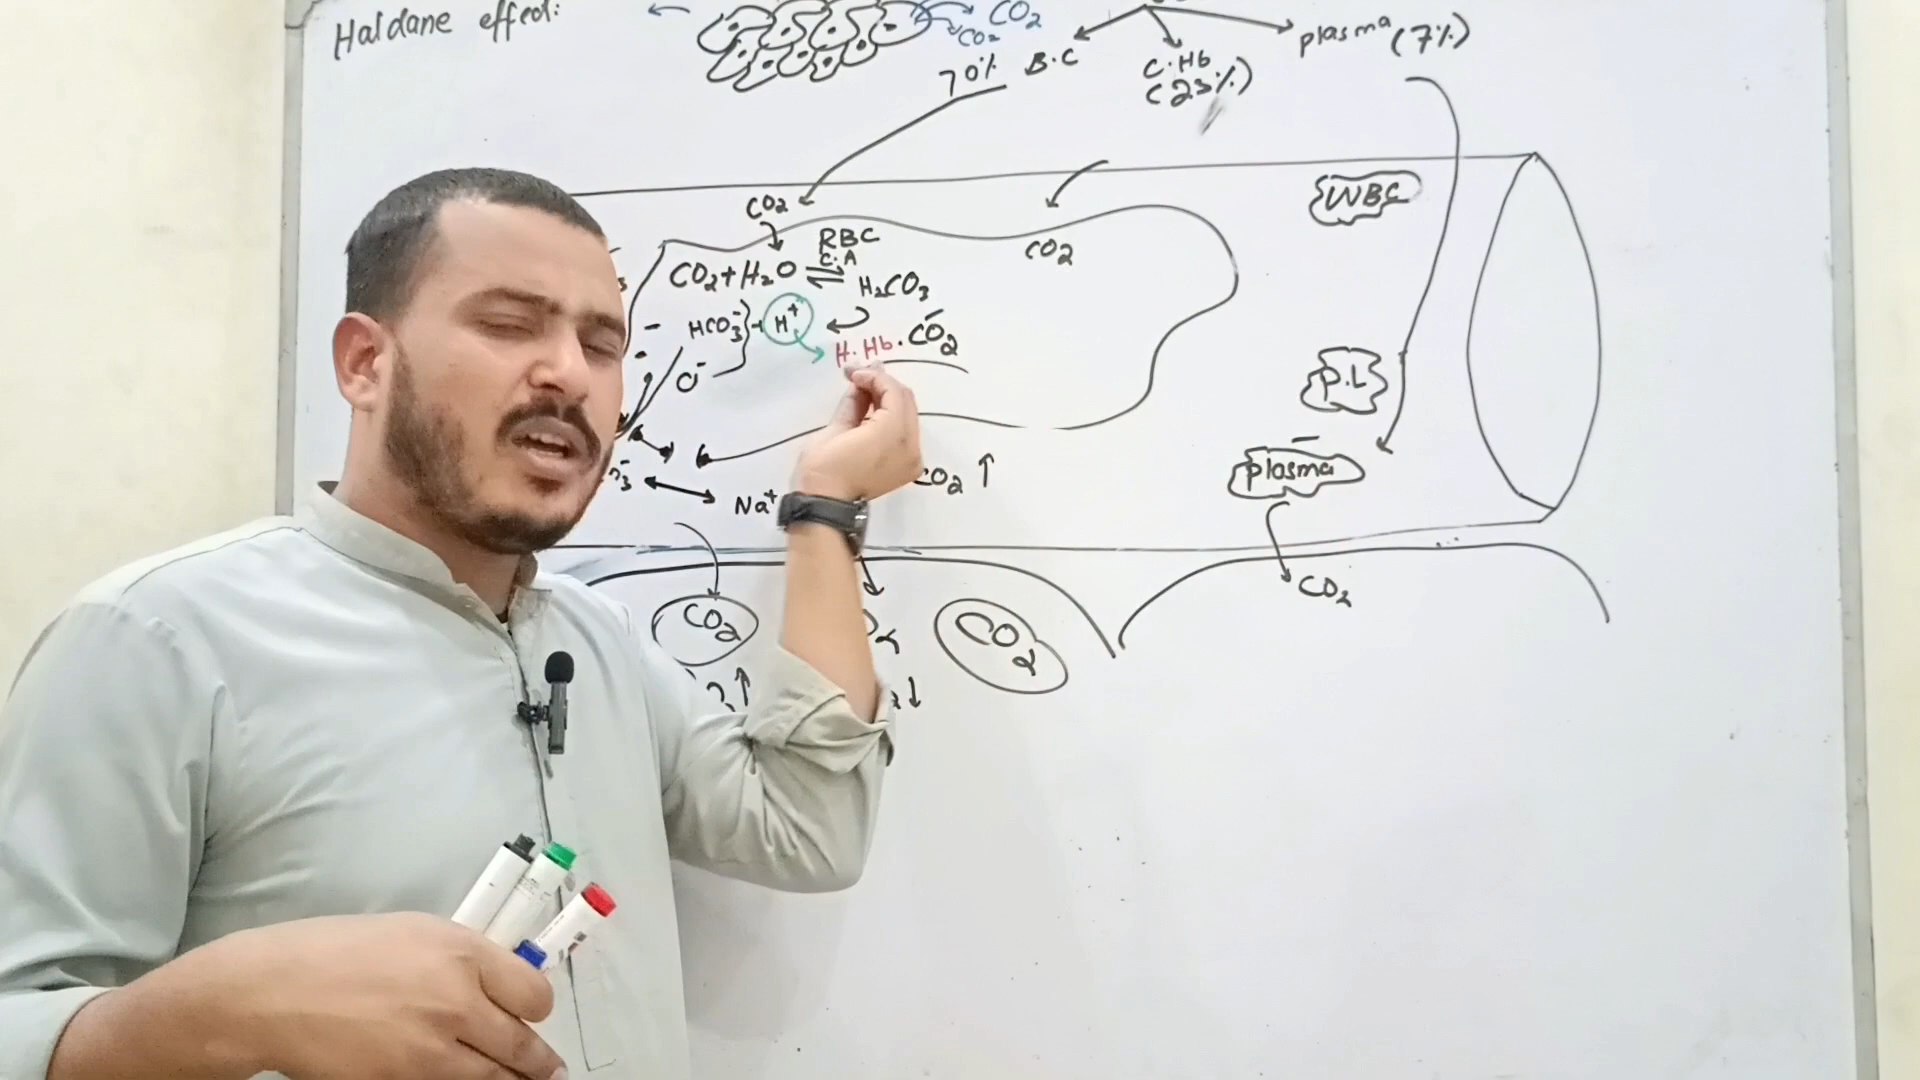 Haldane effect:
CO2
CO2
70% B.C
C.Hb
(23%)
plasma (7%)
CO2
RBC
C.A
CO2+H2O ⇌ H2CO3
HCO3⁻ + H⁺
H.Hb.CO2⁻
Cl⁻
CO2
WBC
P.L
plasma
CO2
Na⁺
CO2 ↑
CO2
CO2